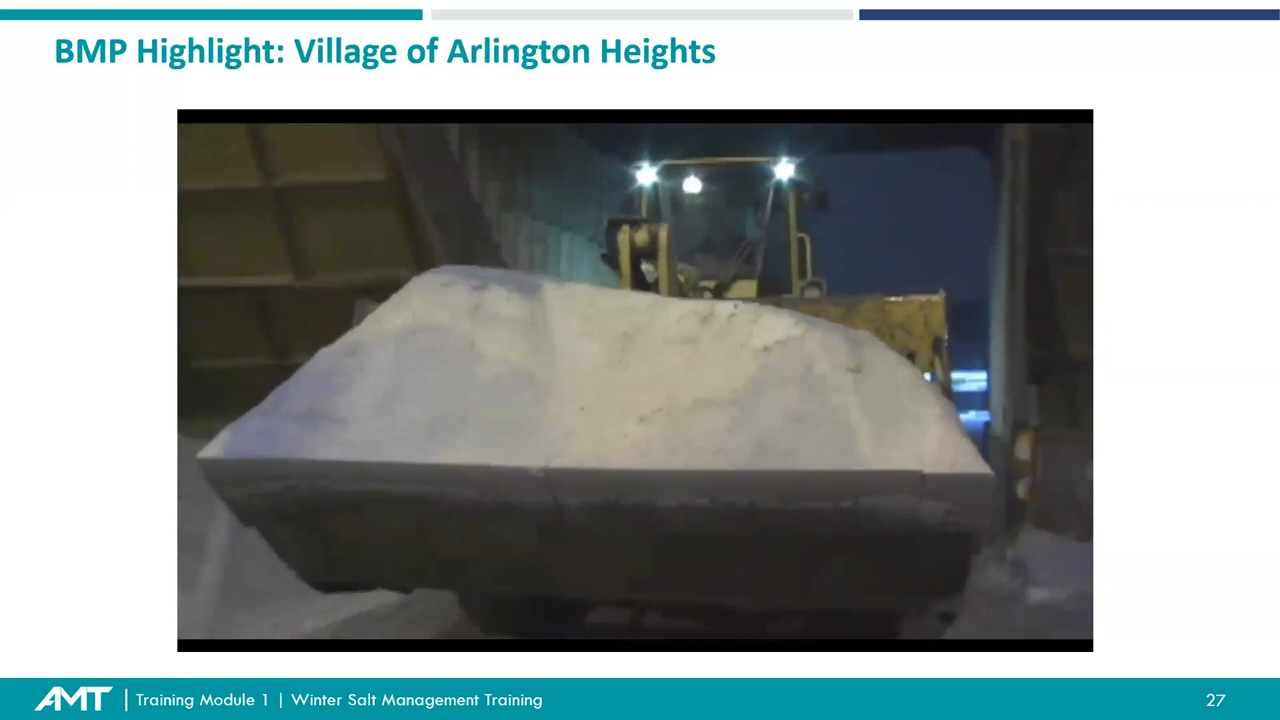 BMP Highlight: Village of Arlington Heights
AMT | Training Module 1 | Winter Salt Management Training
27